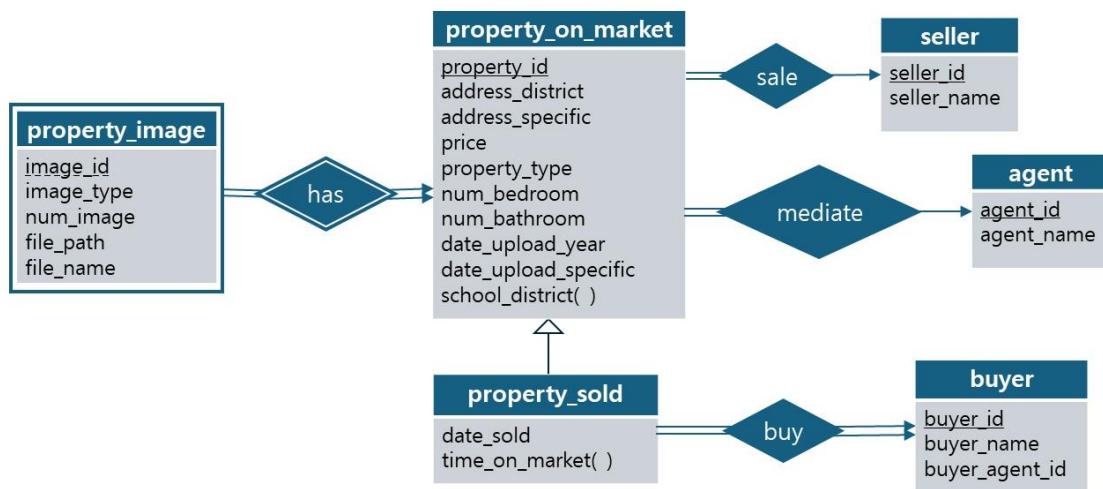 property_image
image_id
image_type
num_image
file_path
file_name
has
property_on_market
property_id
address_district
address_specific
price
property_type
num_bedroom
num_bathroom
date_upload_year
date_upload_specific
school_district( )
sale
seller
seller_id
seller_name
mediate
agent
agent_id
agent_name
property_sold
date_sold
time_on_market( )
buy
buyer
buyer_id
buyer_name
buyer_agent_id